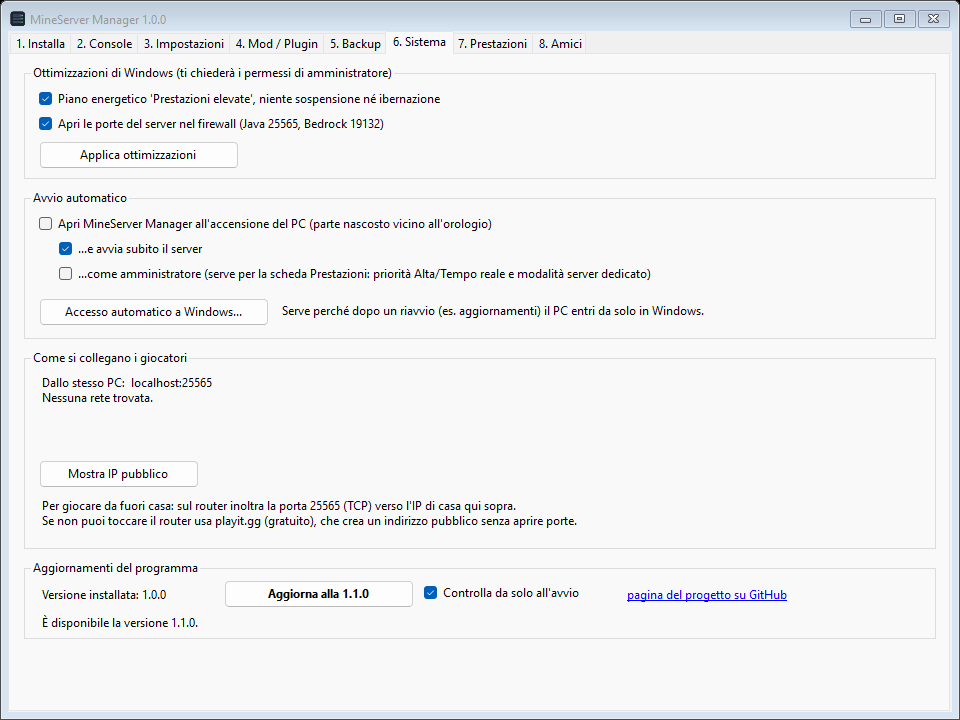 MineServer Manager 1.0.0
1. Installa 2. Console 3. Impostazioni 4. Mod / Plugin 5. Backup 6. Sistema 7. Prestazioni 8. Amici
Ottimizzazioni di Windows (ti chiederà i permessi di amministratore)
Piano energetico 'Prestazioni elevate', niente sospensione né ibernazione
Apri le porte del server nel firewall (Java 25565, Bedrock 19132)
Applica ottimizzazioni
Avvio automatico
Apri MineServer Manager all'accensione del PC (parte nascosto vicino all'orologio)
...e avvia subito il server
...come amministratore (serve per la scheda Prestazioni: priorità Alta/Tempo reale e modalità server dedicato)
Accesso automatico a Windows... Serve perché dopo un riavvio (es. aggiornamenti) il PC entri da solo in Windows.
Come si collegano i giocatori
Dallo stesso PC: localhost:25565
Nessuna rete trovata.
Mostra IP pubblico
Per giocare da fuori casa: sul router inoltra la porta 25565 (TCP) verso l'IP di casa qui sopra.
Se non puoi toccare il router usa playit.gg (gratuito), che crea un indirizzo pubblico senza aprire porte.
Aggiornamenti del programma
Versione installata: 1.0.0 Aggiorna alla 1.1.0 Controlla da solo all'avvio pagina del progetto su GitHub
È disponibile la versione 1.1.0.